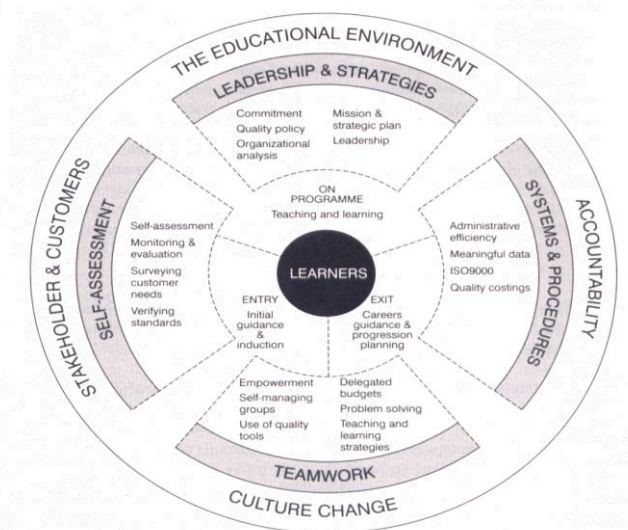 THE EDUCATIONAL ENVIRONMENT
LEADERSHIP & STRATEGIES
Commitment
Quality policy
Organizational
analysis
Mission &
strategic plan
Leadership
STAKEHOLDER & CUSTOMERS
SELF-ASSESSMENT
Self-assessment
Monitoring &
evaluation
Surveying
customer
needs
Verifying
standards
ON
PROGRAMME
Teaching and learning
LEARNERS
ENTRY
Initial
guidance
&
induction
EXIT
Careers
guidance &
progression
planning
Administrative
efficiency
Meaningful data
ISO9000
Quality costings
SYSTEMS & PROCEDURES
ACCOUNTABILITY
Empowerment
Self-managing
groups
Use of quality
tools
Delegated
budgets
Problem solving
Teaching and
learning
strategies
TEAMWORK
CULTURE CHANGE